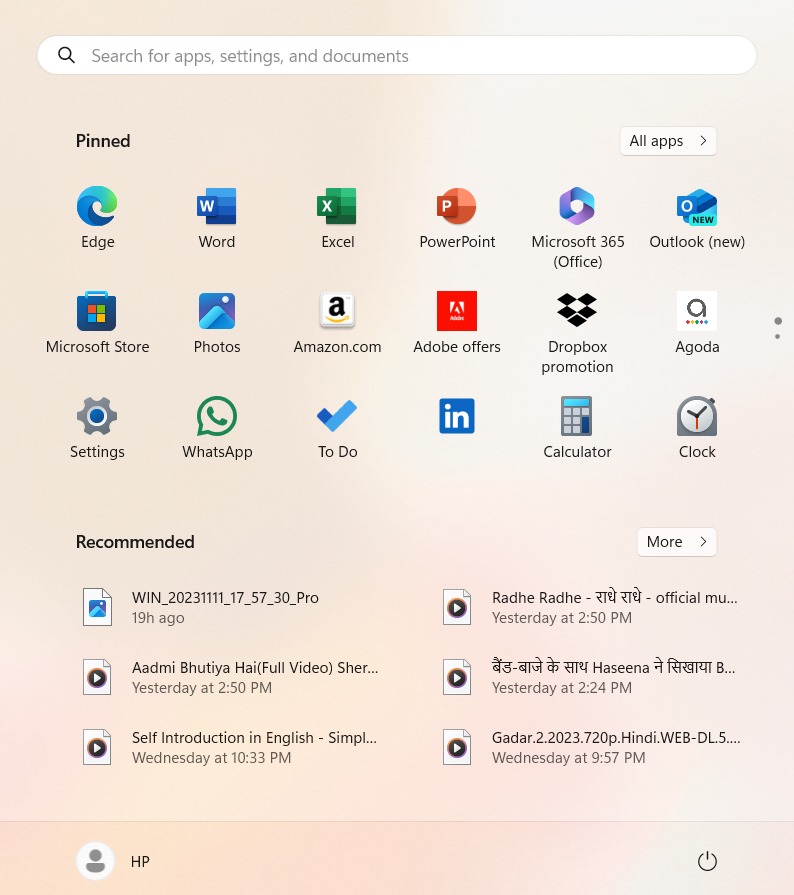 Search for apps, settings, and documents
Pinned
All apps
Edge
Word
Excel
PowerPoint
Microsoft 365
(Office)
Outlook (new)
NEW
Microsoft Store
Photos
Amazon.com
Adobe offers
Dropbox
promotion
Agoda
Settings
WhatsApp
To Do
in
Calculator
Clock
Recommended
More
WIN_20231111_17_57_30_Pro
19h ago
Radhe Radhe - राधे राधे - official mu...
Yesterday at 2:50 PM
Aadmi Bhutiya Hai(Full Video) Sher...
Yesterday at 2:50 PM
बैंड-बाजे के साथ Haseena ने सिखाया B...
Yesterday at 2:24 PM
Self Introduction in English - Simpl...
Wednesday at 10:33 PM
Gadar.2.2023.720p.Hindi.WEB-DL.5....
Wednesday at 9:57 PM
HP